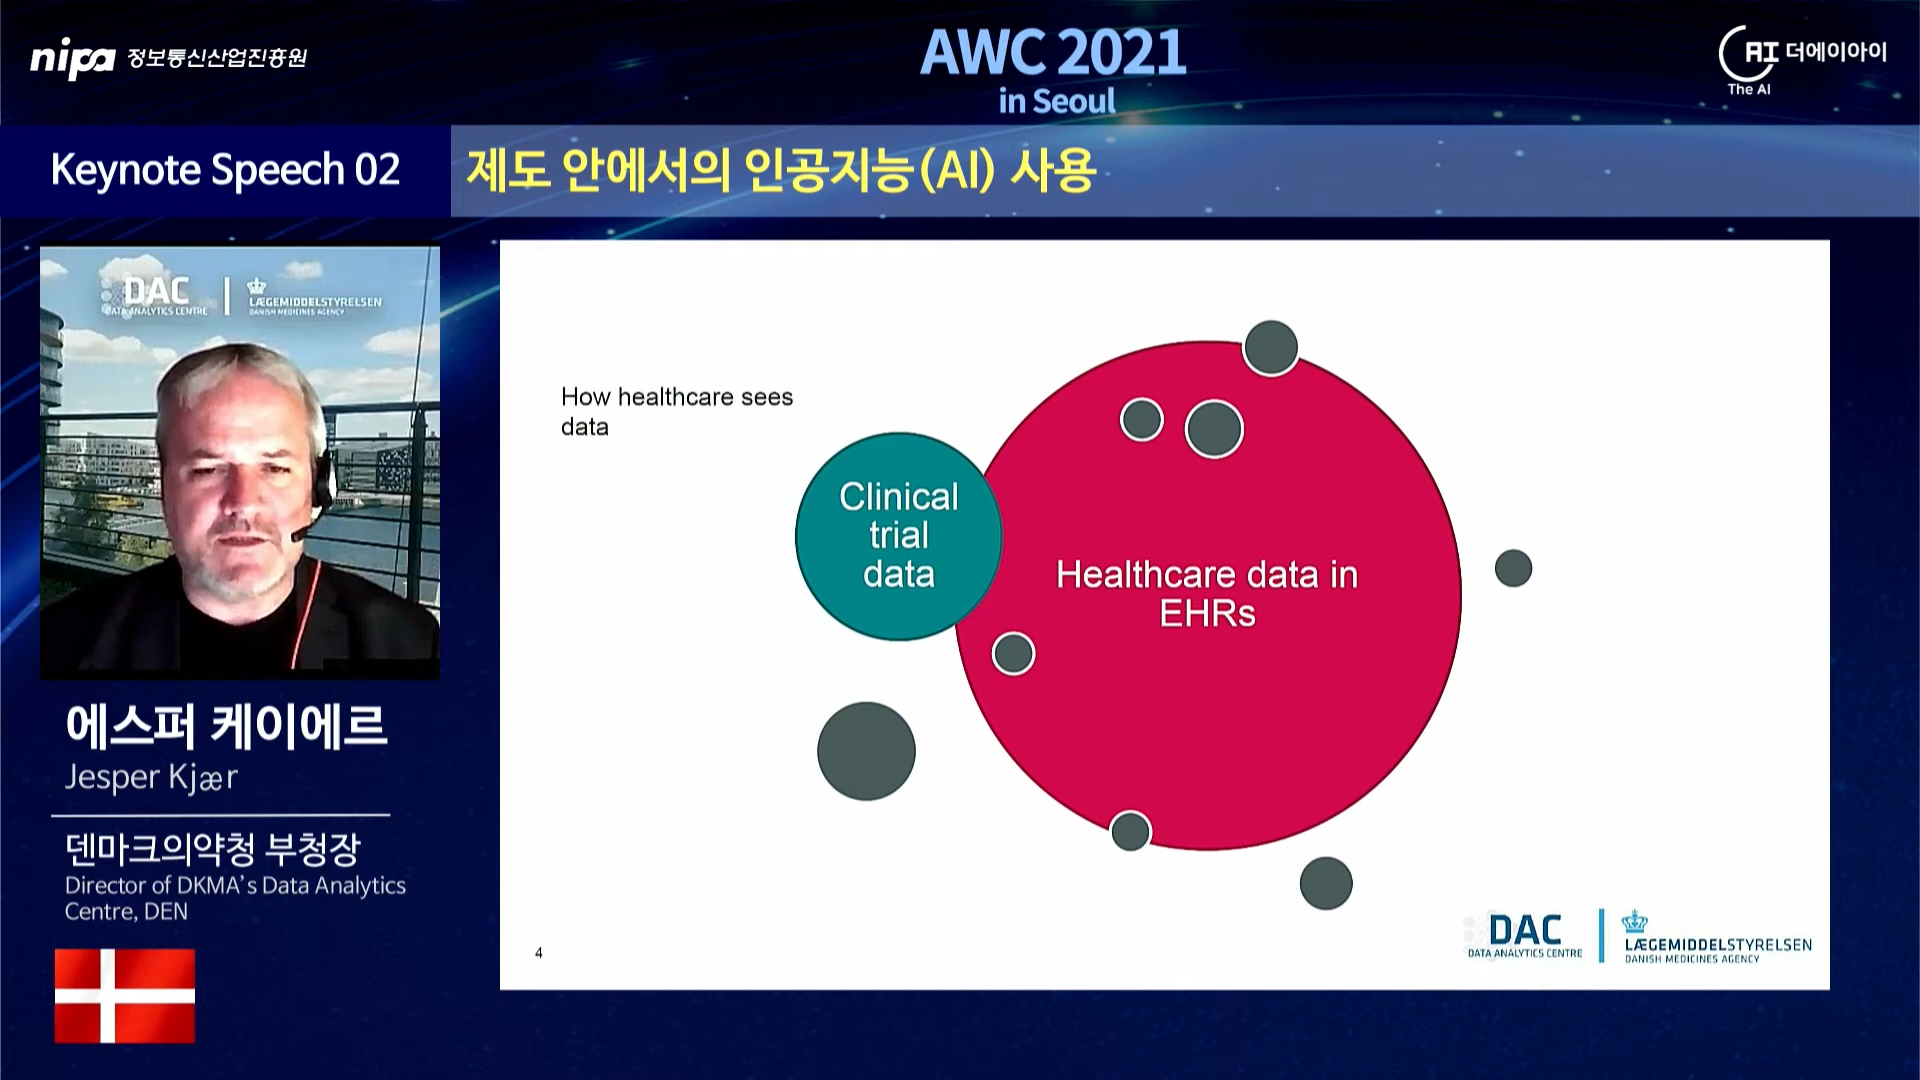 nipa 정보통신산업진흥원
AWC 2021
in Seoul
AI 더에이아이
The AI
Keynote Speech 02
제도 안에서의 인공지능(AI) 사용
DAC
DATA ANALYTICS CENTRE
LÆGEMIDDELSTYRELSEN
DANISH MEDICINES AGENCY
에스퍼 케이에르
Jesper Kjær
덴마크의약청 부청장
Director of DKMA's Data Analytics
Centre, DEN
How healthcare sees
data
Clinical
trial
data
Healthcare data in
EHRs
4
DAC
DATA ANALYTICS CENTRE
LÆGEMIDDELSTYRELSEN
DANISH MEDICINES AGENCY